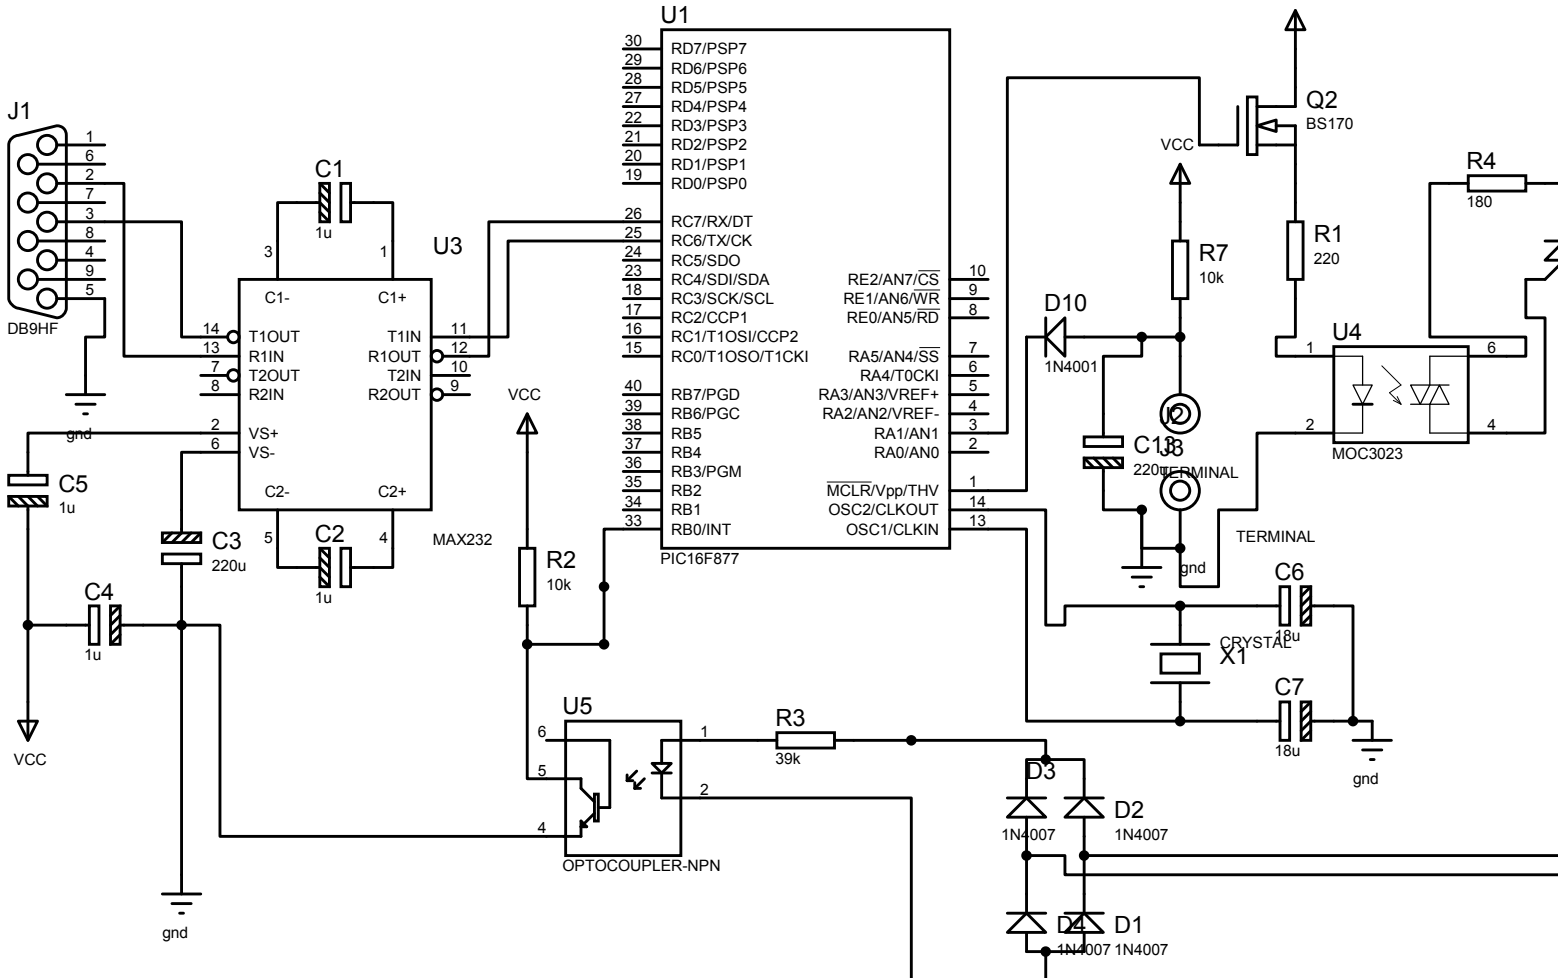 J1
1
6
2
7
3
8
4
9
5
DB9HF
gnd
C1
1u
3
1
U3
C1-
C1+
14
T1OUT
T1IN
11
13
R1IN
R1OUT
12
7
T2OUT
T2IN
10
8
R2IN
R2OUT
9
2
VS+
6
VS-
C2-
C2+
5
4
MAX232
C2
1u
C5
1u
C3
220u
C4
1u
VCC
gnd
VCC
R2
10k
U1
30
RD7/PSP7
29
RD6/PSP6
28
RD5/PSP5
27
RD4/PSP4
22
RD3/PSP3
21
RD2/PSP2
20
RD1/PSP1
19
RD0/PSP0
26
RC7/RX/DT
25
RC6/TX/CK
24
RC5/SDO
23
RC4/SDI/SDA
18
RC3/SCK/SCL
17
RC2/CCP1
16
RC1/T1OSI/CCP2
15
RC0/T1OSO/T1CKI
40
RB7/PGD
39
RB6/PGC
38
RB5
37
RB4
36
RB3/PGM
35
RB2
34
RB1
33
RB0/INT
RE2/AN7/CS
10
RE1/AN6/WR
9
RE0/AN5/RD
8
RA5/AN4/SS
7
RA4/T0CKI
6
RA3/AN3/VREF+
5
RA2/AN2/VREF-
4
RA1/AN1
3
RA0/AN0
2
MCLR/Vpp/THV
1
OSC2/CLKOUT
14
OSC1/CLKIN
13
PIC16F877
Q2
BS170
VCC
R7
10k
R1
220
R4
180
D10
1N4001
U4
1
6
2
4
MOC3023
J2
C13
220u
J3
TERMINAL
TERMINAL
gnd
C6
18u
CRYSTAL
X1
C7
18u
gnd
U5
6
5
4
1
2
OPTOCOUPLER-NPN
R3
39k
D3
1N4007
D2
1N4007
D4
1N4007
D1
1N4007